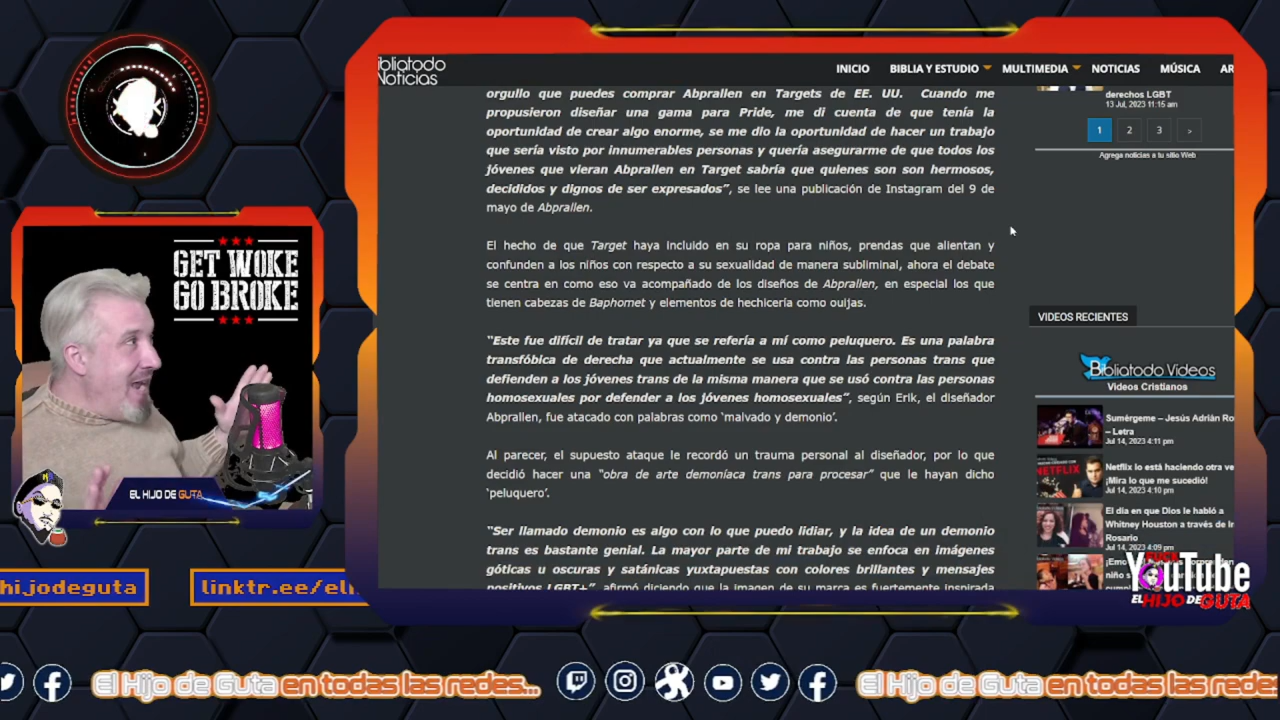 Bibliatodo
Noticias
INICIO BIBLIA Y ESTUDIO MULTIMEDIA NOTICIAS MÚSICA AR
orgullo que puedes comprar Abprallen en Targets de EE. UU. Cuando me
propusieron diseñar una gama para Pride, me di cuenta de que tenía la
oportunidad de crear algo enorme, se me dio la oportunidad de hacer un trabajo
que sería visto por innumerables personas y quería asegurarme de que todos los
jóvenes que vieran Abprallen en Target sabría que quienes son son hermosos,
decididos y dignos de ser expresados”, se lee una publicación de Instagram del 9 de
mayo de Abprallen.
El hecho de que Target haya incluido en su ropa para niños, prendas que alientan y
confunden a los niños con respecto a su sexualidad de manera subliminal, ahora el debate
se centra en como eso va acompañado de los diseños de Abprallen, en especial los que
tienen cabezas de Baphomet y elementos de hechicería como ouijas.
“Este fue difícil de tratar ya que se refería a mí como peluquero. Es una palabra
transfóbica de derecha que actualmente se usa contra las personas trans que
defienden a los jóvenes trans de la misma manera que se usó contra las personas
homosexuales por defender a los jóvenes homosexuales”, según Erik, el diseñador
Abprallen, fue atacado con palabras como ‘malvado y demonio’.
Al parecer, el supuesto ataque le recordó un trauma personal al diseñador, por lo que
decidió hacer una “obra de arte demoníaca trans para procesar” que le hayan dicho
‘peluquero’.
“Ser llamado demonio es algo con lo que puedo lidiar, y la idea de un demonio
trans es bastante genial. La mayor parte de mi trabajo se enfoca en imágenes
góticas u oscuras y satánicas yuxtapuestas con colores brillantes y mensajes
positivos LGBT+”, afirmó diciendo que la imagen de su marca es fuertemente inspirada
derechos LGBT
13 Jul, 2023 11:15 am
1 2 3 >
Agrega noticias a tu sitio Web
VIDEOS RECIENTES
Bibliatodo Videos
Videos Cristianos
Sumérgeme – Jesús Adrián Ro
– Letra
Jul 14, 2023 4:11 pm
NETFLIX
Netflix lo está haciendo otra ve
¡Mira lo que me sucedió!
Jul 14, 2023 4:10 pm
El día en que Dios le habló a
Whitney Houston a través de In
Rosario
Jul 14, 2023 4:09 pm
YouTube
EL HIJO DE GUTA
GET WOKE
GO BROKE
EL HIJO DE GUTA
hijodeguta
linktr.ee/elh
El Hijo de Guta en todas las redes...
El Hijo de Guta en todas las redes